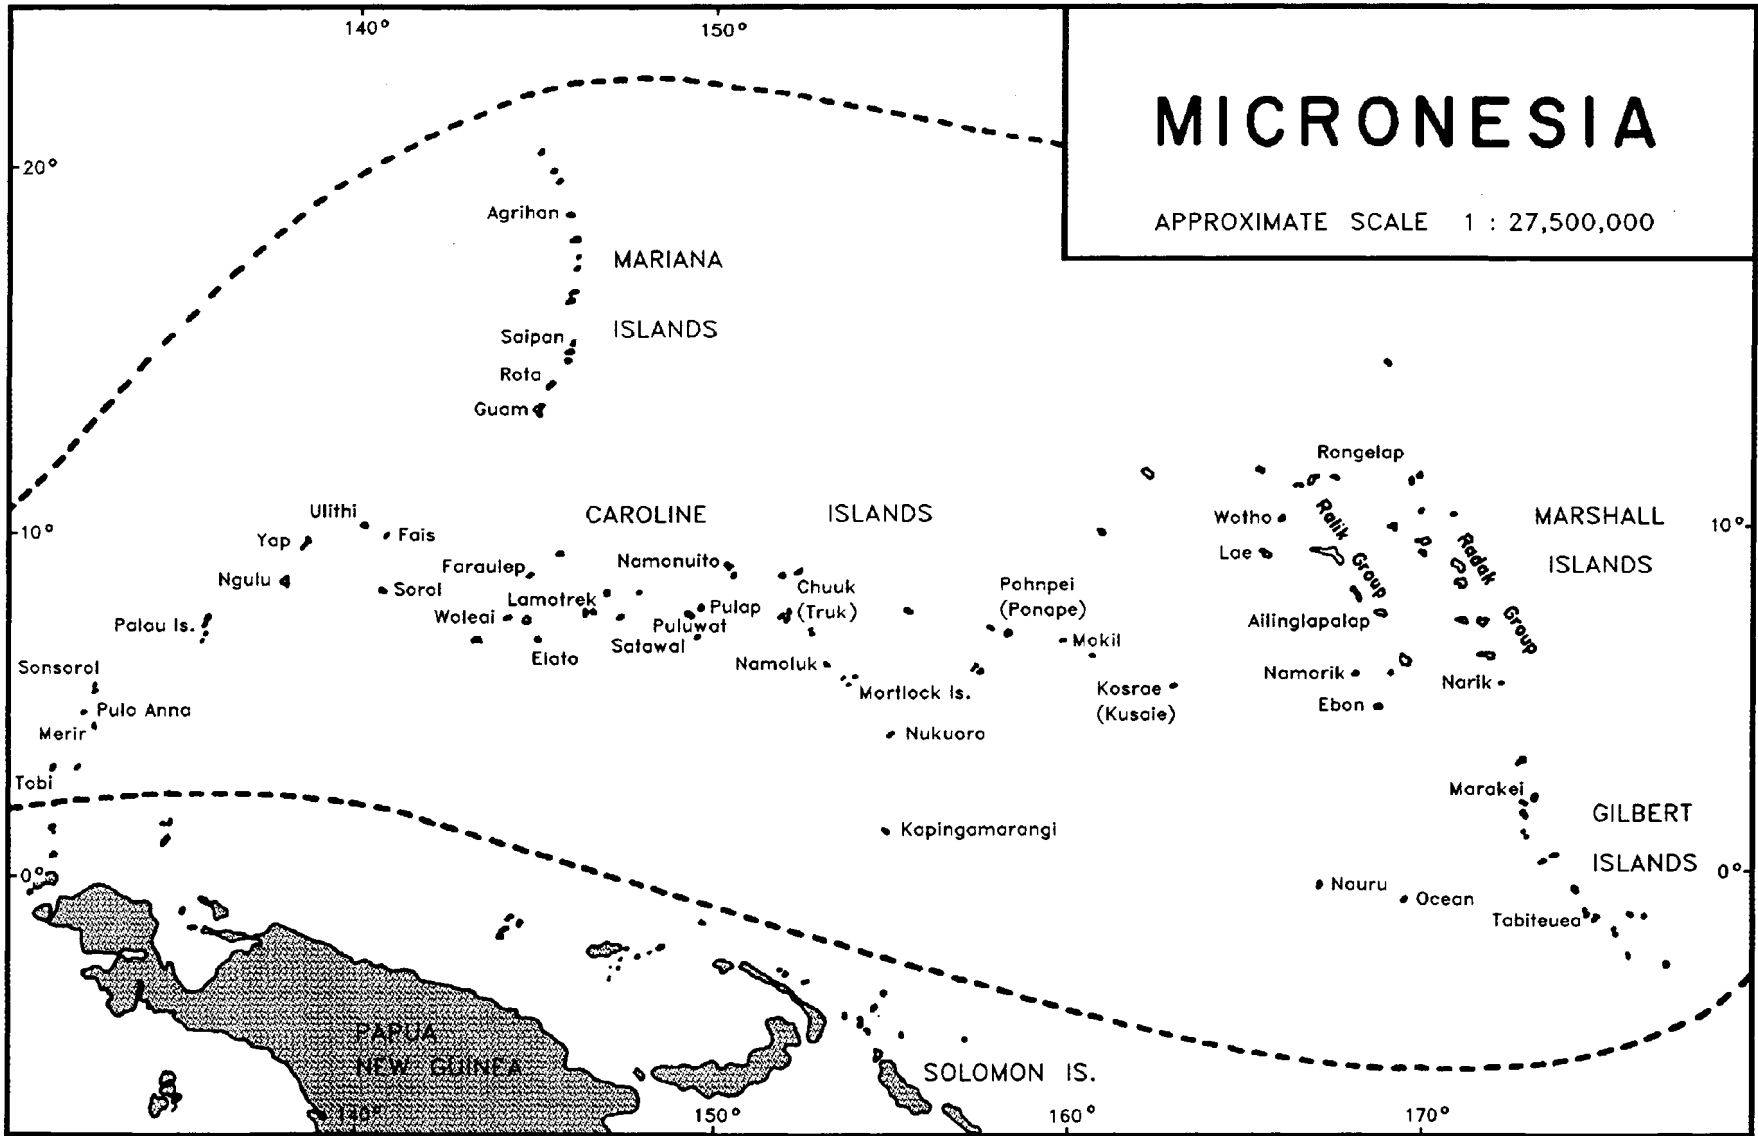 140°
150°
MICRONESIA
APPROXIMATE SCALE 1 : 27,500,000
20°
Agrihan
MARIANA
ISLANDS
Saipan
Rota
Guam
Rongelap
Ulithi
CAROLINE ISLANDS
Wotho
Ralik Group
MARSHALL
ISLANDS
10°
10°
Yap
Fais
Faraulep
Namonuito
Lae
Radak Group
Ngulu
Sorol
Lamotrek
Chuuk
(Truk)
Pohnpei
(Ponape)
Woleai
Pulap
Puluwat
Ailinglapalap
Palau Is.
Satawal
Mokil
Elato
Namoluk
Sonsorol
Mortlock Is.
Kosrae
(Kusaie)
Namorik
Narik
Ebon
Pulo Anna
Merir
Nukuoro
Tobi
Marakei
GILBERT
ISLANDS
Kapingamarangi
0°
0°
Nauru
Ocean
Tabiteuea
PAPUA
NEW GUINEA
SOLOMON IS.
140°
150°
160°
170°